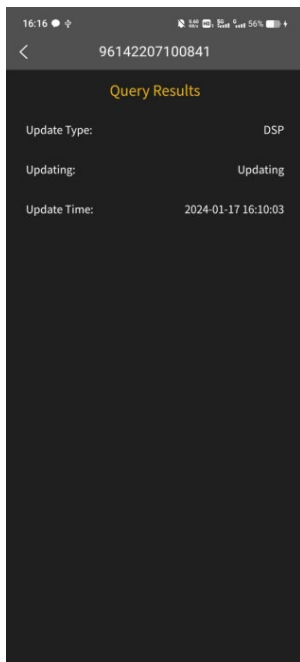 16:16 56%
96142207100841
Query Results
Update Type: DSP
Updating: Updating
Update Time: 2024-01-17 16:10:03